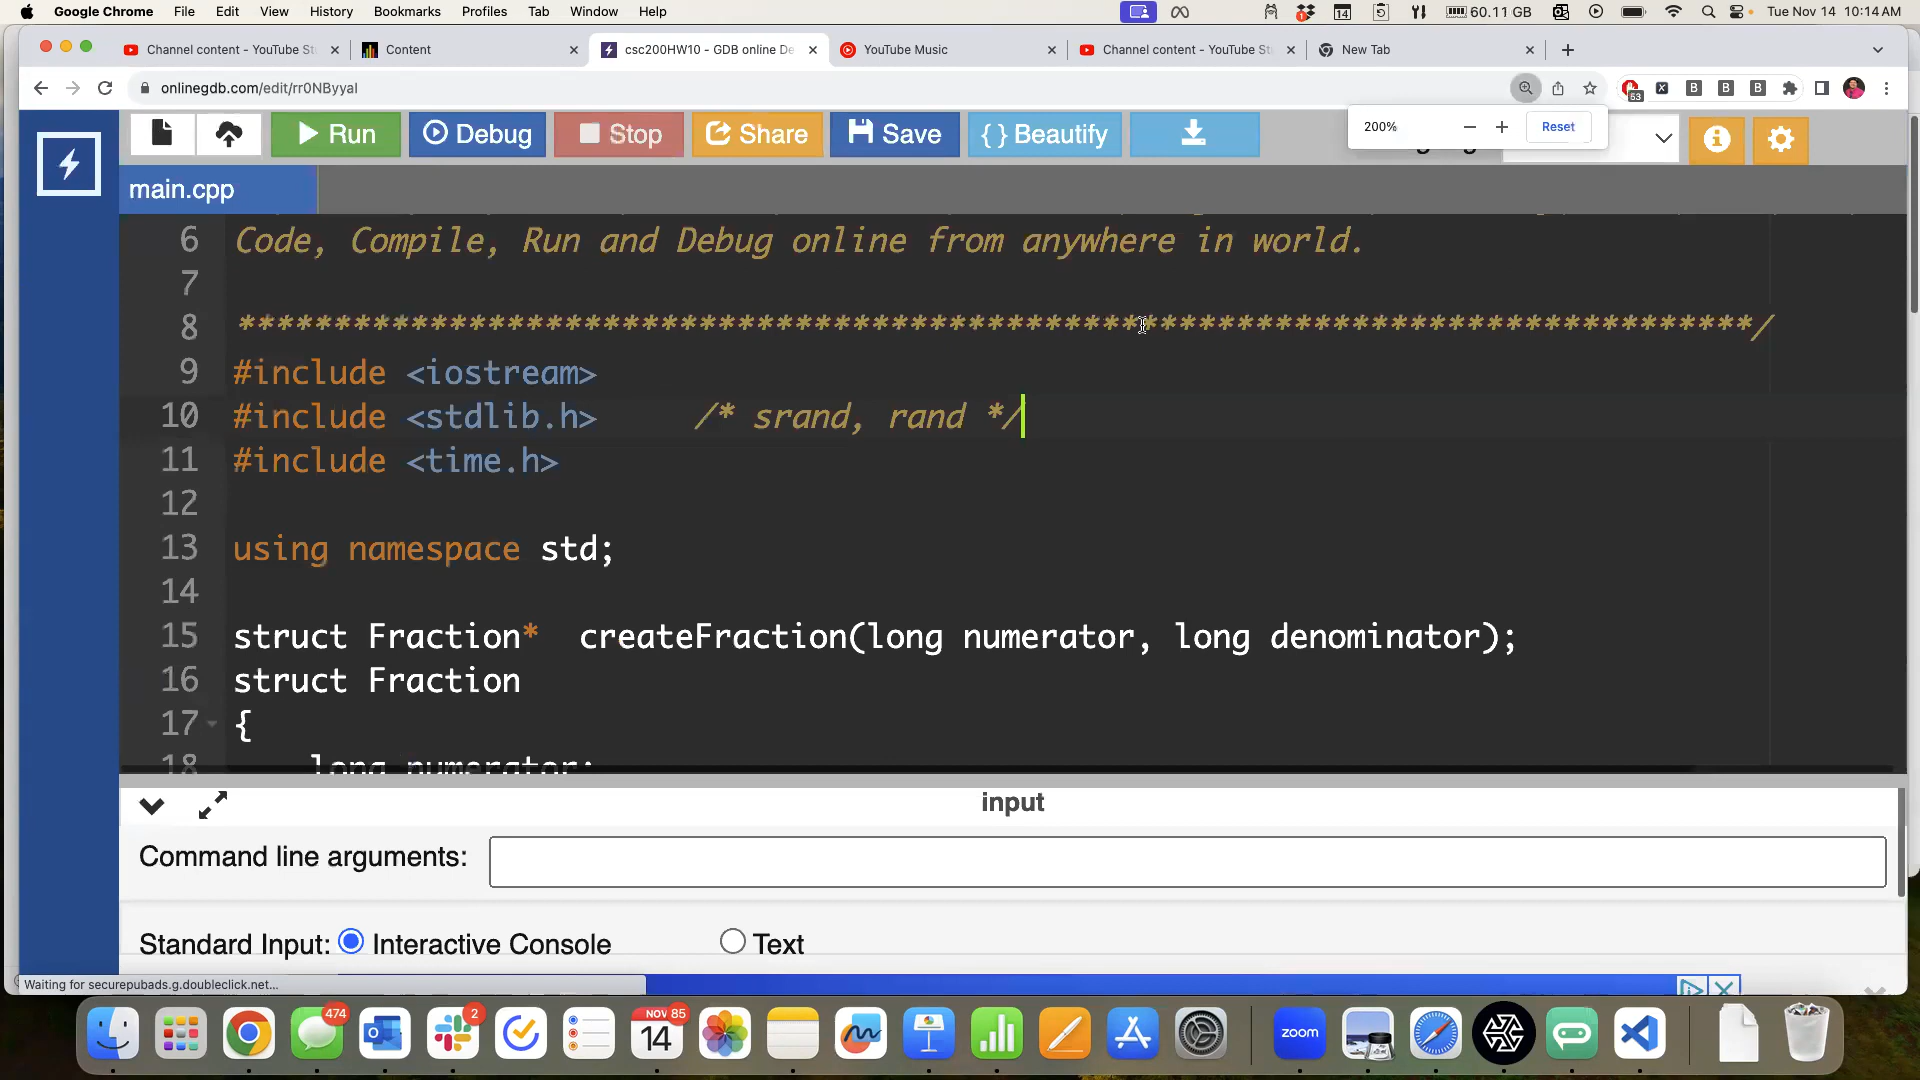 Google Chrome File Edit View History Bookmarks Profiles Tab Window Help 14 60.11 GB Tue Nov 14 10:14 AM
Channel content - YouTube St Content csc200HW10 - GDB online De YouTube Music Channel content - YouTube St New Tab
onlinegdb.com/edit/rr0NByyal 53 B B B
200% Reset
Run Debug Stop Share Save { } Beautify
main.cpp
6 Code, Compile, Run and Debug online from anywhere in world.
7
8 *******************************************************************************/
9 #include <iostream>
10 #include <stdlib.h> /* srand, rand */
11 #include <time.h>
12
13 using namespace std;
14
15 struct Fraction* createFraction(long numerator, long denominator);
16 struct Fraction
17 {
18 long numerator;
input
Command line arguments:
Standard Input: Interactive Console Text
Waiting for securepubads.g.doubleclick.net...
474 2 NOV 85 14 zoom